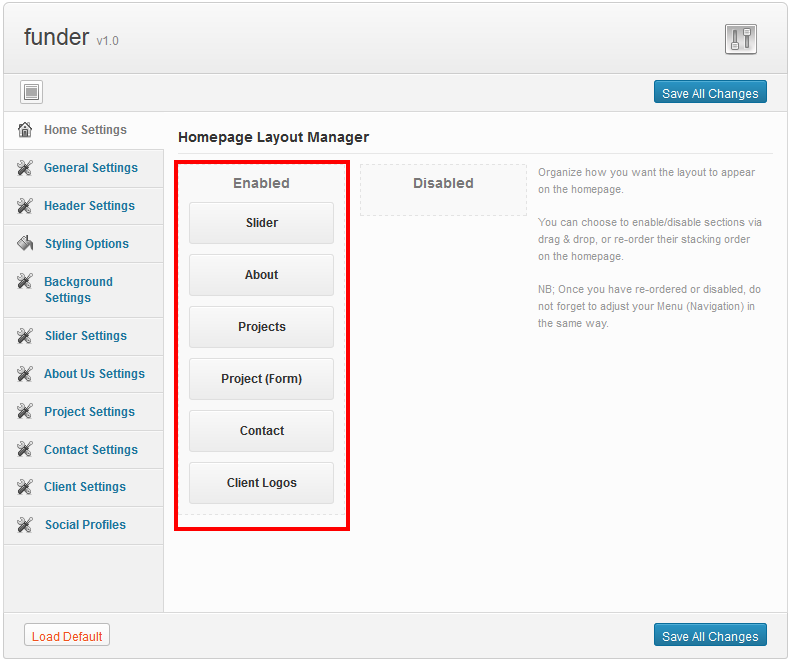 funder v1.0
Save All Changes
Home Settings
General Settings
Header Settings
Styling Options
Background
Settings
Slider Settings
About Us Settings
Project Settings
Contact Settings
Client Settings
Social Profiles
Homepage Layout Manager
Enabled
Slider
About
Projects
Project (Form)
Contact
Client Logos
Disabled
Organize how you want the layout to appear
on the homepage.
You can choose to enable/disable sections via
drag & drop, or re-order their stacking order
on the homepage.
NB; Once you have re-ordered or disabled, do
not forget to adjust your Menu (Navigation) in
the same way.
Load Default
Save All Changes